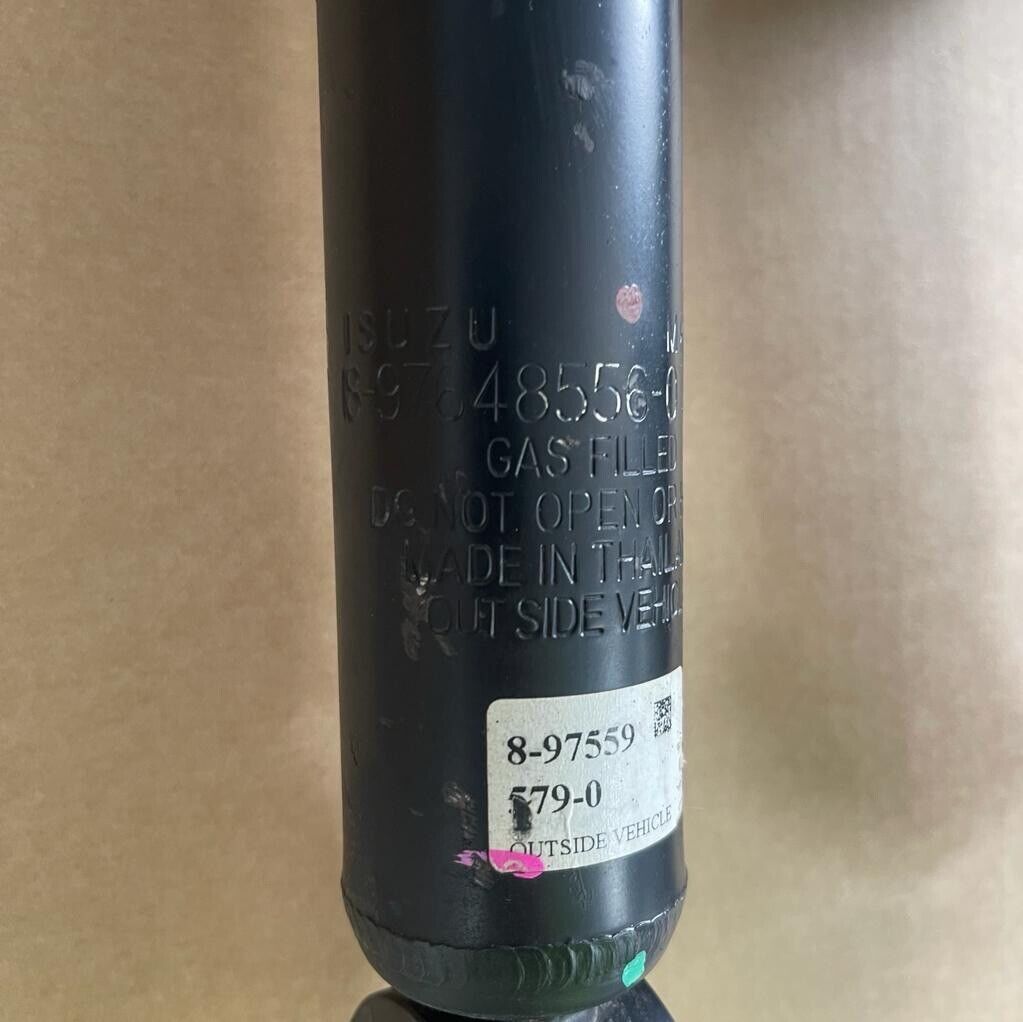 ISUZU
8-97648556-0
GAS FILLED
DO NOT OPEN OR
MADE IN THAILA
OUT SIDE VEHIC
8-97559
579-0
OUTSIDE VEHICLE